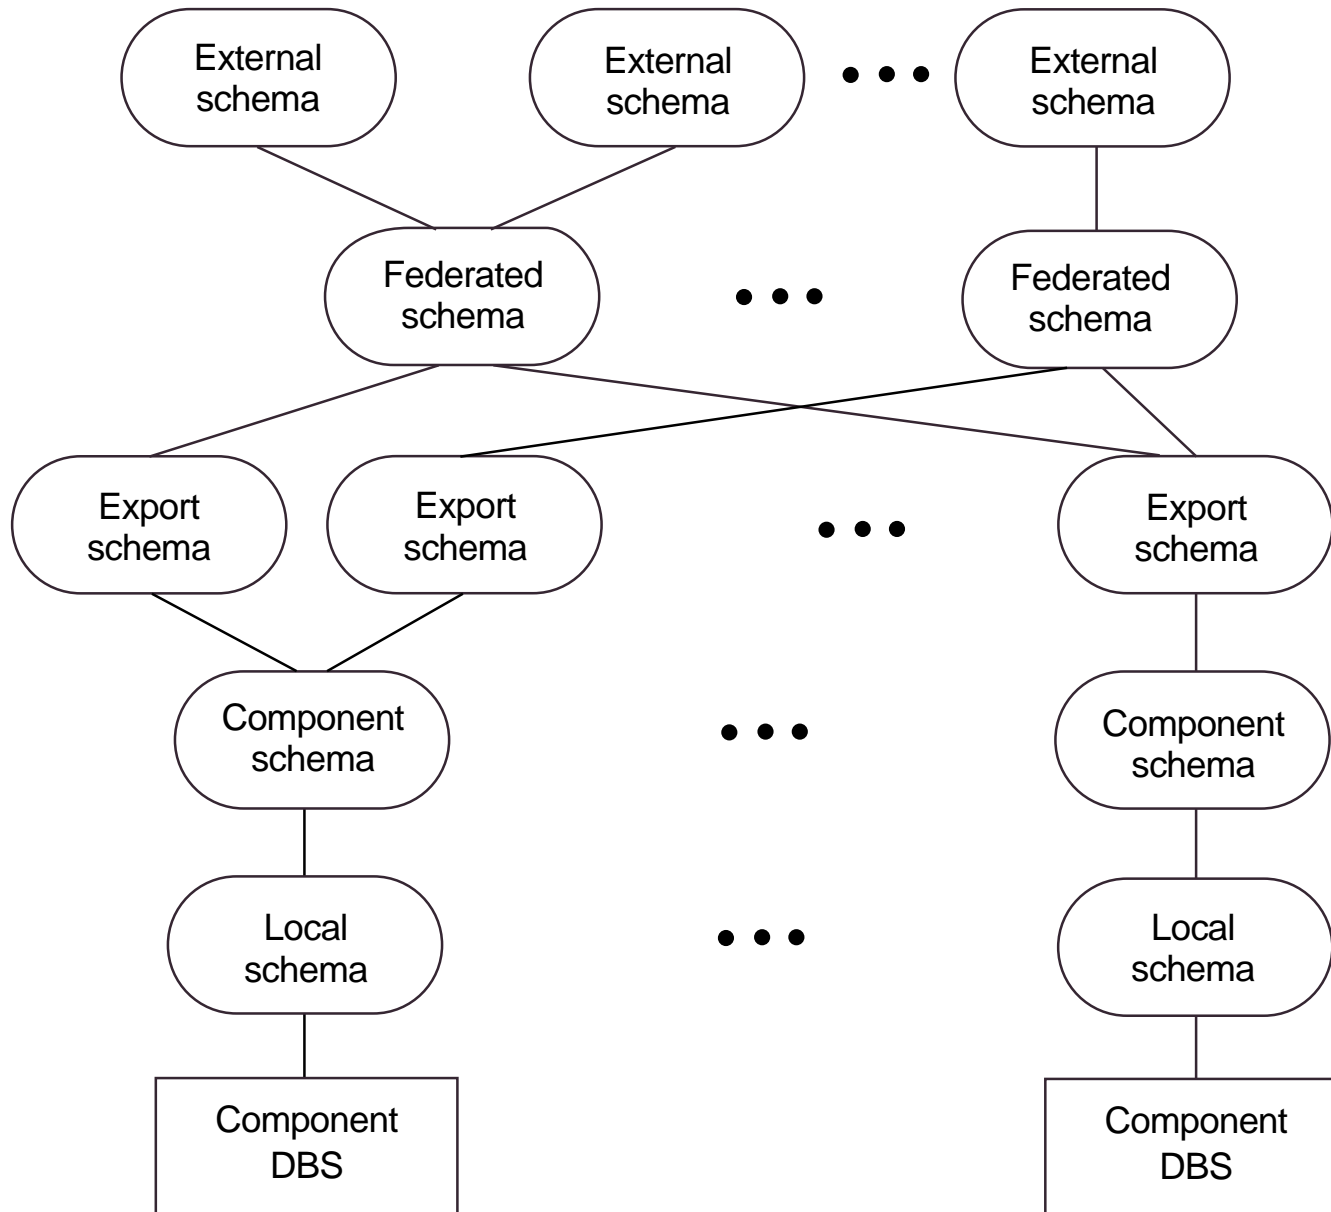 External
schema
External
schema
External
schema
Federated
schema
Federated
schema
Export
schema
Export
schema
Export
schema
Component
schema
Component
schema
Local
schema
Local
schema
Component
DBS
Component
DBS